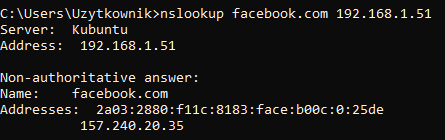 C:\Users\Uzytkownik>nslookup facebook.com 192.168.1.51
Server:  Kubuntu
Address:  192.168.1.51
Non-authoritative answer:
Name:    facebook.com
Addresses:  2a03:2880:f11c:8183:face:b00c:0:25de
          157.240.20.35